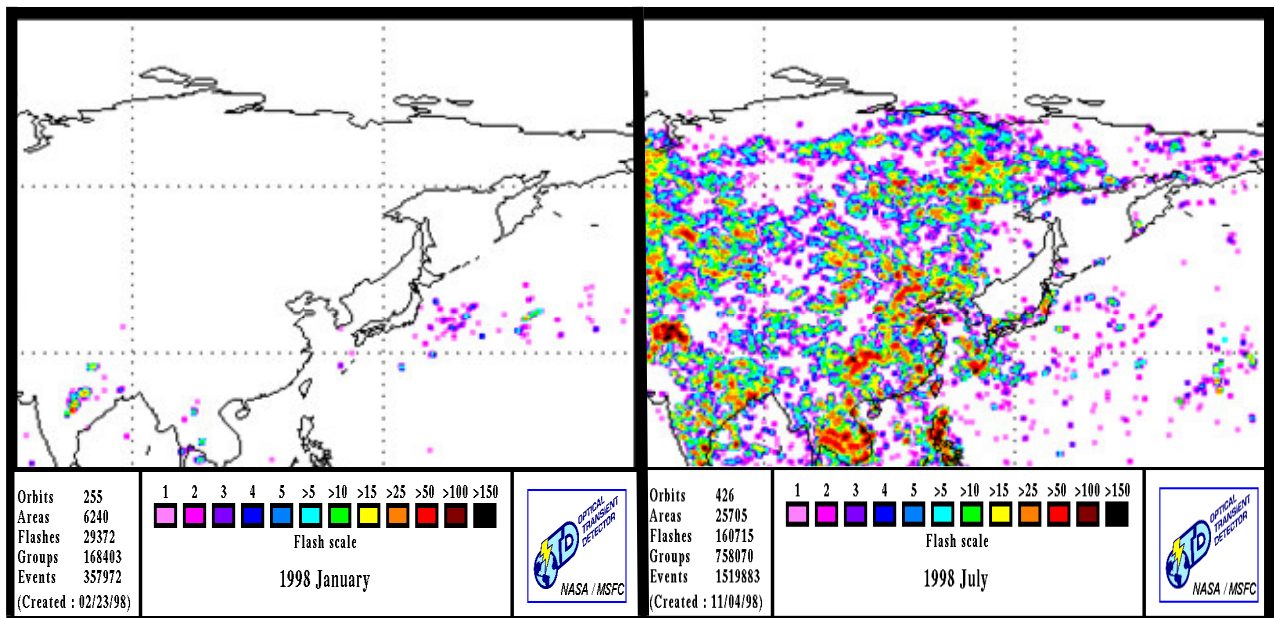 Orbits 255
Areas 6240
Flashes 29372
Groups 168403
Events 357972
(Created : 02/23/98)
1 2 3 4 5 >5 >10 >15 >25 >50 >100 >150
Flash scale
1998 January
OPTICAL
TRANSIENT
DETECTOR
OTD
NASA / MSFC
Orbits 426
Areas 25705
Flashes 160715
Groups 758070
Events 1519883
(Created : 11/04/98)
1 2 3 4 5 >5 >10 >15 >25 >50 >100 >150
Flash scale
1998 July
OPTICAL
TRANSIENT
DETECTOR
OTD
NASA / MSFC